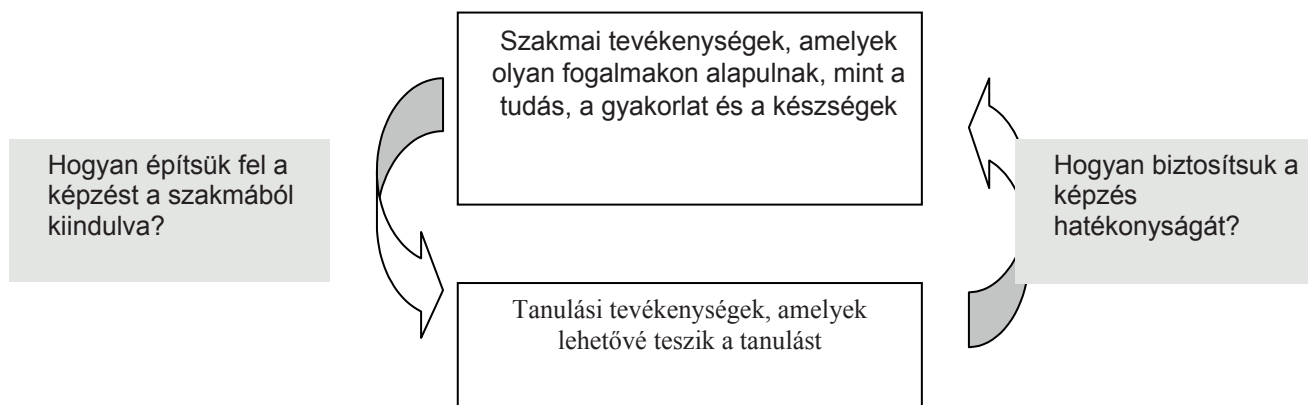 Szakmai tevékenységek, amelyek
olyan fogalmakon alapulnak, mint a
tudás, a gyakorlat és a készségek
Hogyan építsük fel a
képzést a szakmából
kiindulva?
Hogyan biztosítsuk a
képzés
hatékonyságát?
Tanulási tevékenységek, amelyek
lehetővé teszik a tanulást